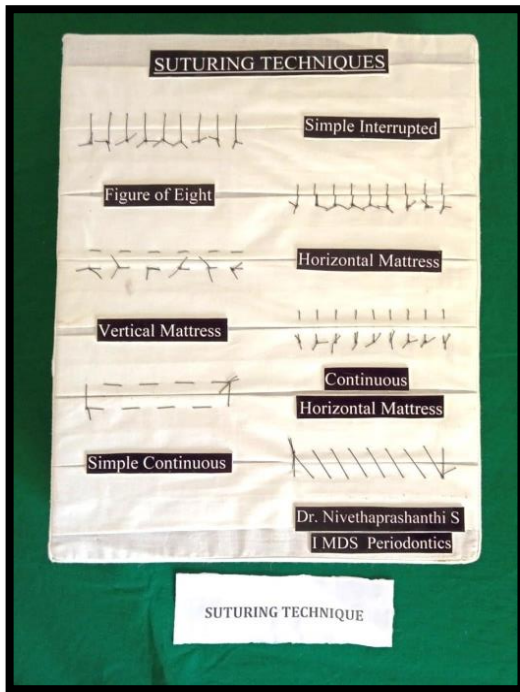 SUTURING TECHNIQUES
Simple Interrupted
Figure of Eight
Horizontal Mattress
Vertical Mattress
Continuous
Horizontal Mattress
Simple Continuous
Dr. Nivethaprashanthi S
I MDS Periodontics
SUTURING TECHNIQUE